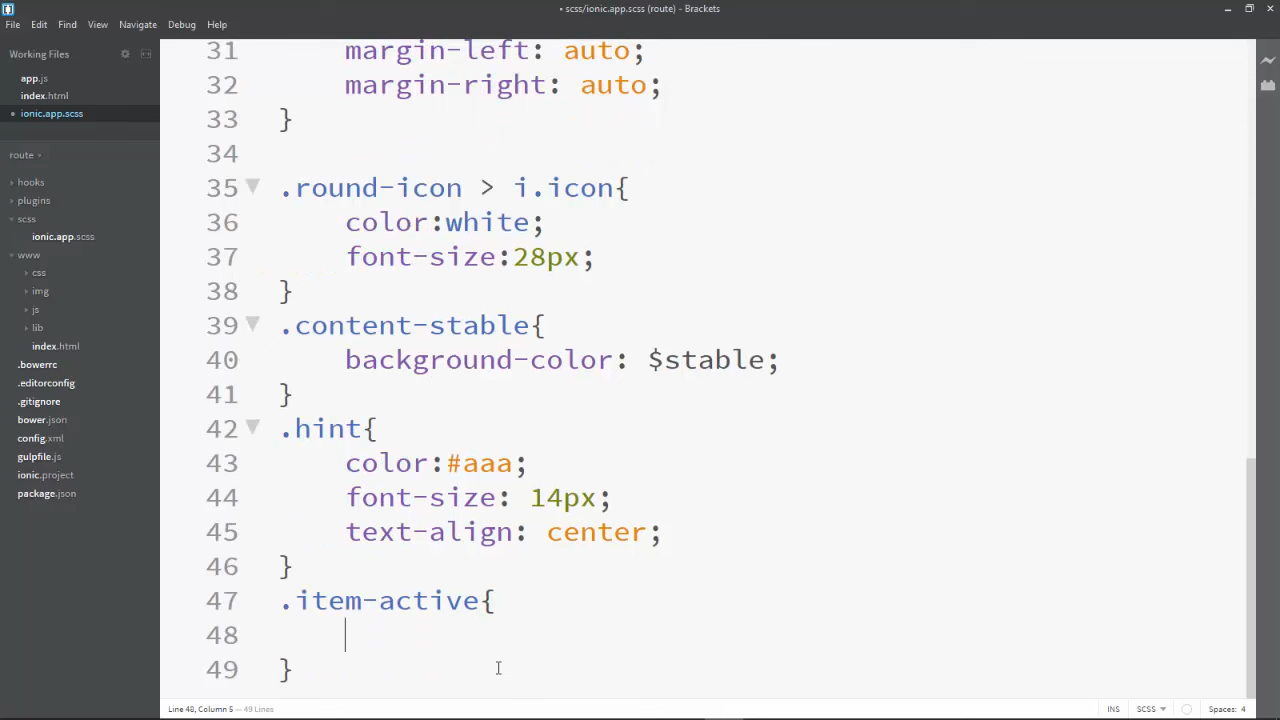 • scss/ionic.app.scss (route) - Brackets
File Edit Find View Navigate Debug Help
Working Files
app.js
index.html
ionic.app.scss
route
hooks
plugins
scss
ionic.app.scss
www
css
img
js
lib
index.html
.bowerrc
.editorconfig
.gitignore
bower.json
config.xml
gulpfile.js
ionic.project
package.json
31 margin-left: auto;
32 margin-right: auto;
33 }
34
35 .round-icon > i.icon{
36 color:white;
37 font-size:28px;
38 }
39 .content-stable{
40 background-color: $stable;
41 }
42 .hint{
43 color:#aaa;
44 font-size: 14px;
45 text-align: center;
46 }
47 .item-active{
48
49 }
Line 48, Column 5 — 49 Lines
INS SCSS Spaces: 4